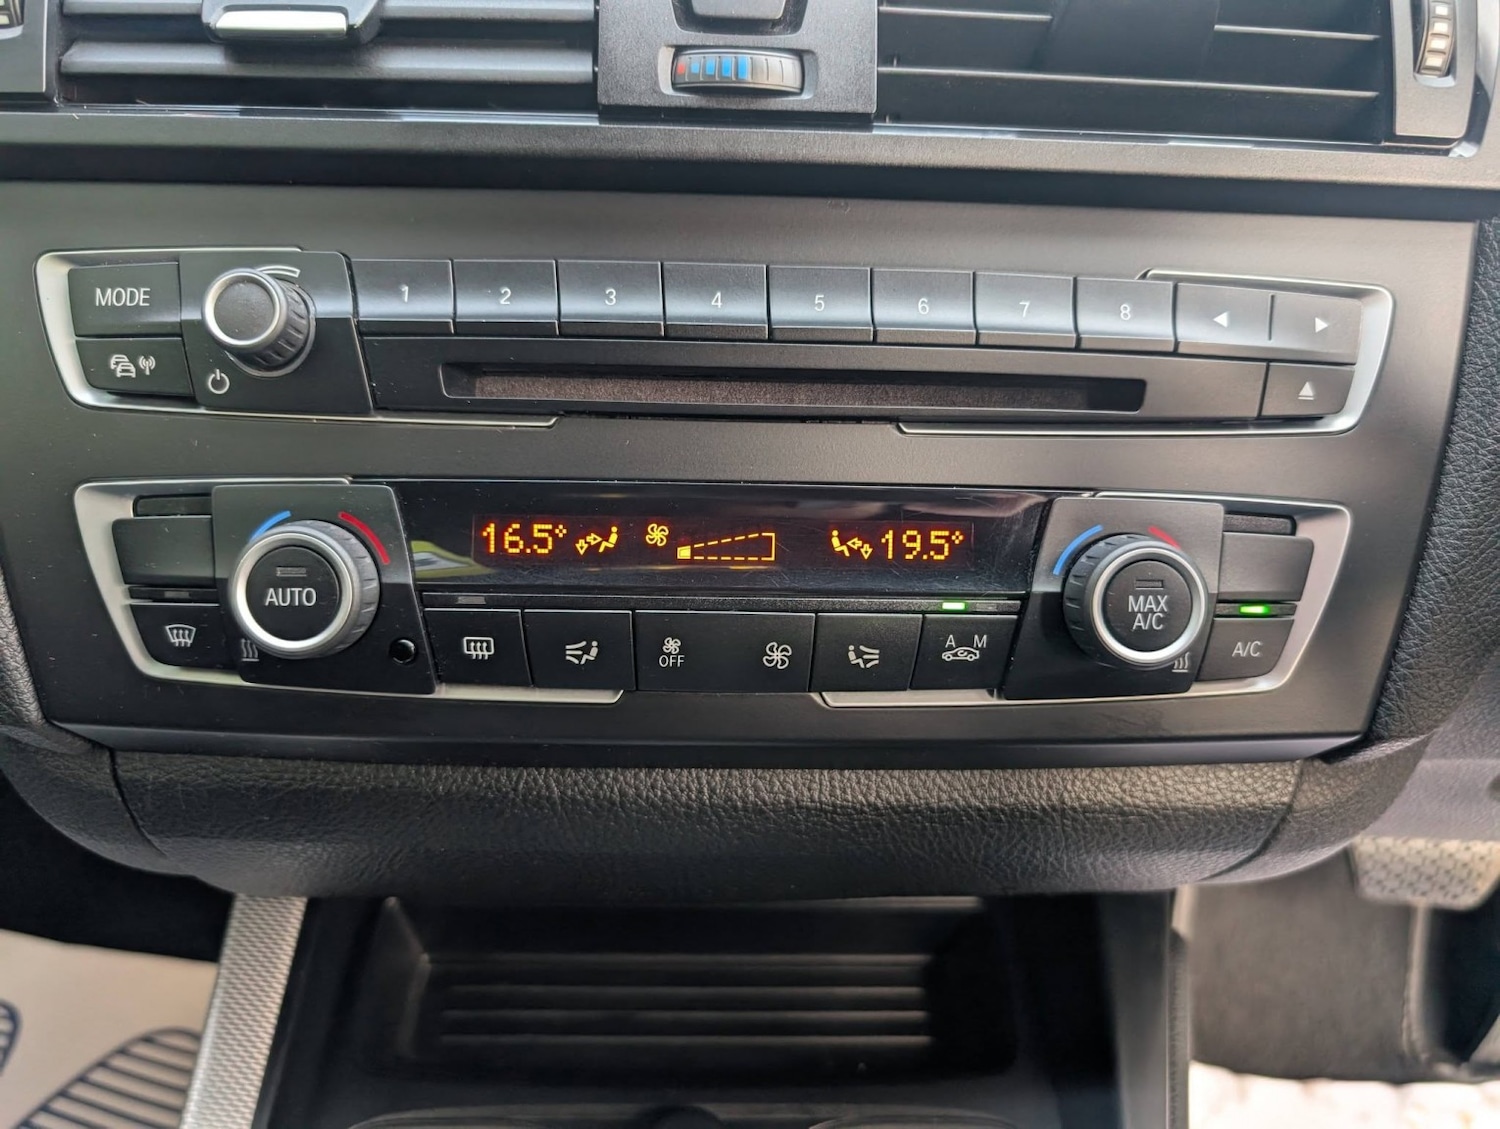 MODE 1 2 3 4 5 6 7 8
16.5° 19.5°
AUTO OFF A M MAX A/C
A/C